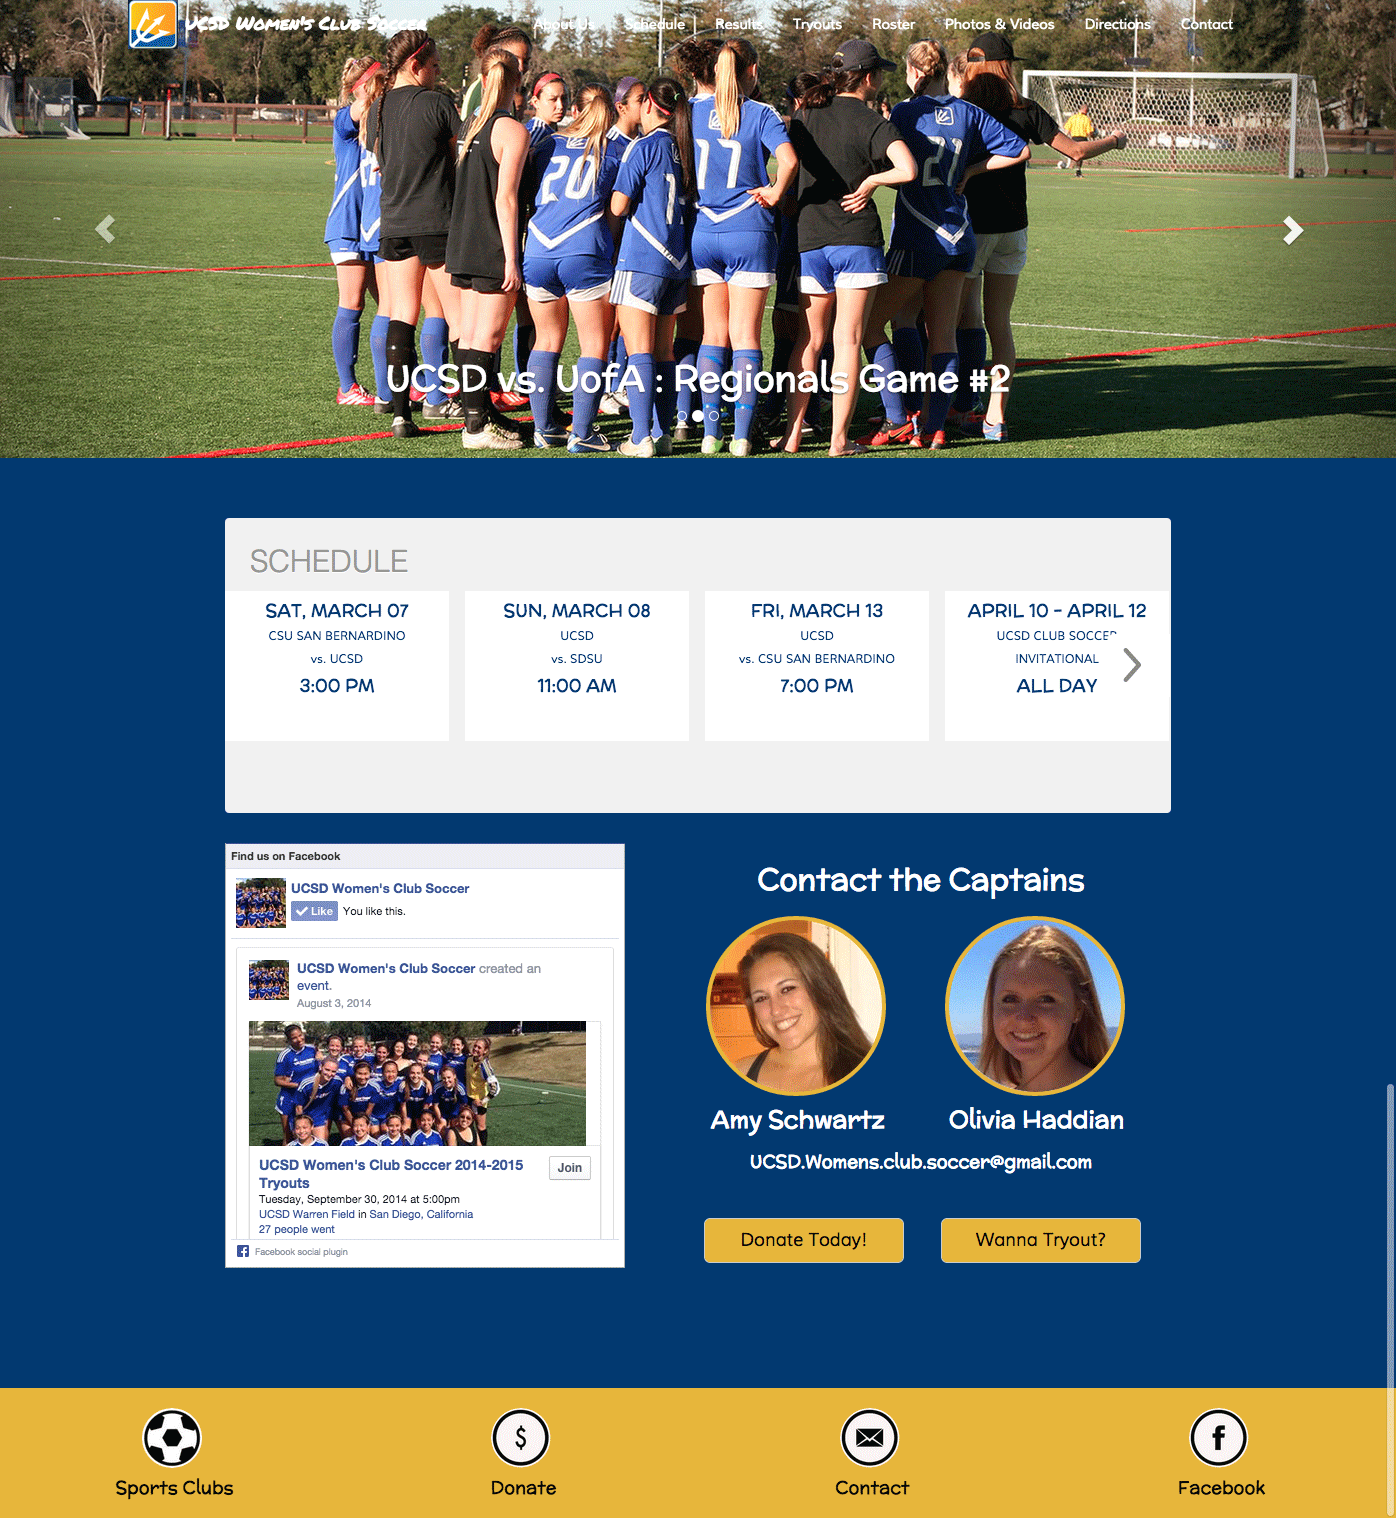 UCSD Women's Club Soccer
About Us Schedule Results Tryouts Roster Photos & Videos Directions Contact
20
17
21
1
UCSD vs. UofA : Regionals Game #2
SCHEDULE
SAT, MARCH 07
CSU SAN BERNARDINO
vs. UCSD
3:00 PM
SUN, MARCH 08
UCSD
vs. SDSU
11:00 AM
FRI, MARCH 13
UCSD
vs. CSU SAN BERNARDINO
7:00 PM
APRIL 10 - APRIL 12
UCSD CLUB SOCCER
INVITATIONAL
ALL DAY
Find us on Facebook
UCSD Women's Club Soccer
Like You like this.
UCSD Women's Club Soccer created an
event.
August 3, 2014
UCSD Women's Club Soccer 2014-2015
Tryouts
Join
Tuesday, September 30, 2014 at 5:00pm
UCSD Warren Field in San Diego, California
27 people went
Facebook social plugin
Contact the Captains
Amy Schwartz
Olivia Haddian
UCSD.Womens.club.soccer@gmail.com
Donate Today!
Wanna Tryout?
Sports Clubs
Donate
Contact
Facebook